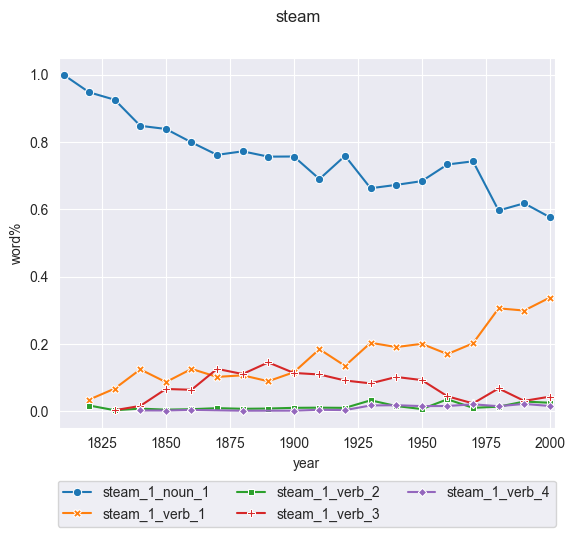 steam
1.0
0.8
0.6
0.4
0.2
0.0
word%
1825 1850 1875 1900 1925 1950 1975 2000
year
steam_1_noun_1 steam_1_verb_2 steam_1_verb_4
steam_1_verb_1 steam_1_verb_3